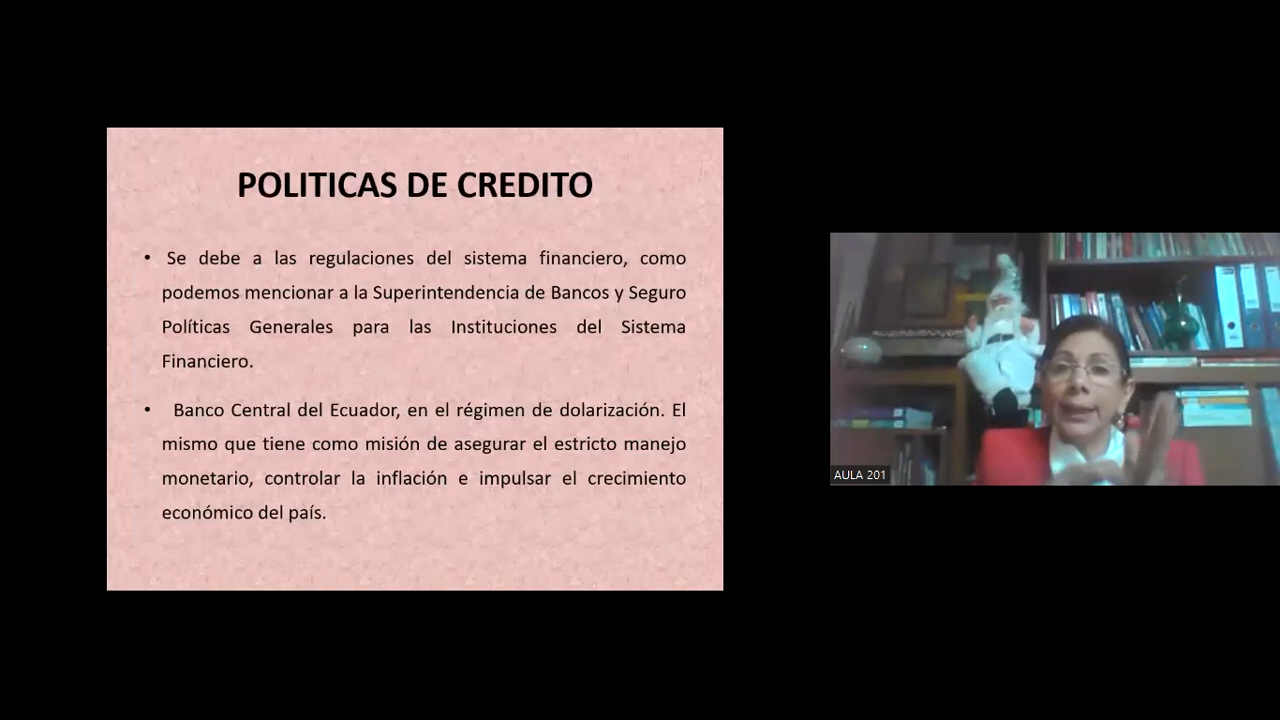 POLITICAS DE CREDITO
• Se debe a las regulaciones del sistema financiero, como
podemos mencionar a la Superintendencia de Bancos y Seguro
Políticas Generales para las Instituciones del Sistema
Financiero.
• Banco Central del Ecuador, en el régimen de dolarización. El
mismo que tiene como misión de asegurar el estricto manejo
monetario, controlar la inflación e impulsar el crecimiento
económico del país.
AULA 201